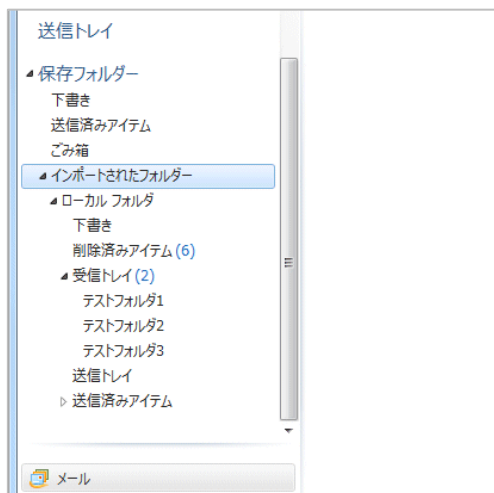 送信トレイ
保存フォルダー
下書き
送信済みアイテム
ごみ箱
インポートされたフォルダー
ローカル フォルダ
下書き
削除済みアイテム (6)
受信トレイ (2)
テストフォルダ1
テストフォルダ2
テストフォルダ3
送信トレイ
送信済みアイテム
メール